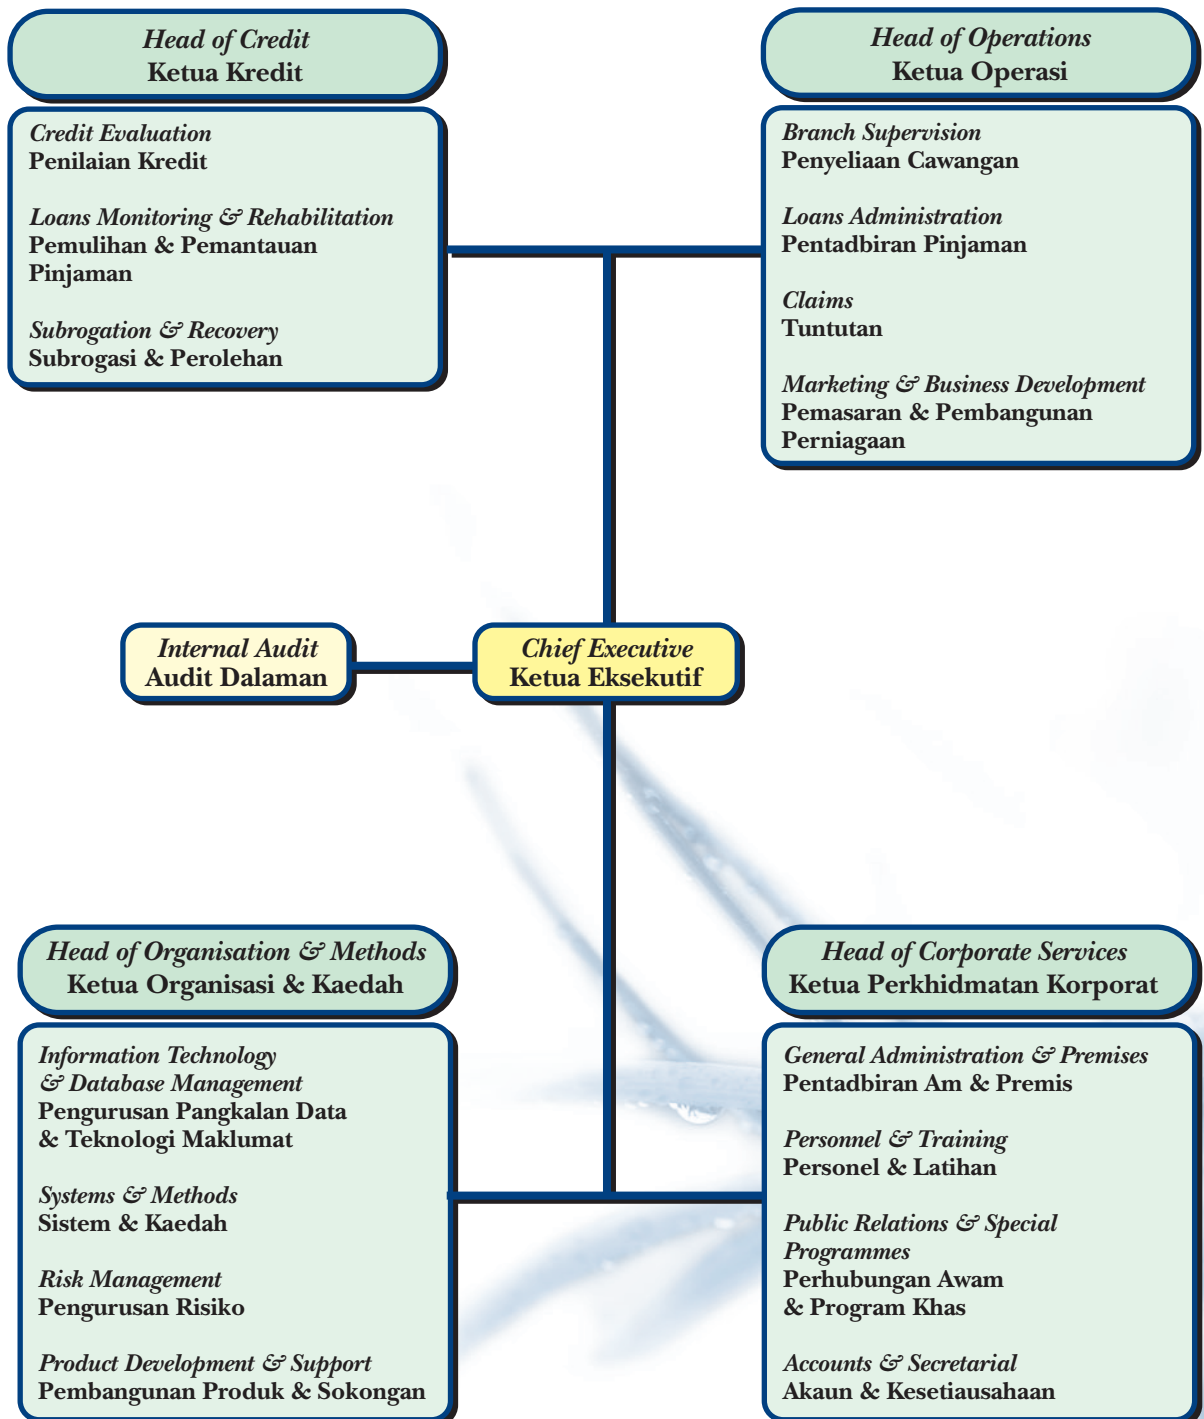 Head of Credit
Ketua Kredit
Credit Evaluation
Penilaian Kredit
Loans Monitoring & Rehabilitation
Pemulihan & Pemantauan
Pinjaman
Subrogation & Recovery
Subrogasi & Perolehan
Head of Operations
Ketua Operasi
Branch Supervision
Penyeliaan Cawangan
Loans Administration
Pentadbiran Pinjaman
Claims
Tuntutan
Marketing & Business Development
Pemasaran & Pembangunan
Perniagaan
Internal Audit
Audit Dalaman
Chief Executive
Ketua Eksekutif
Head of Organisation & Methods
Ketua Organisasi & Kaedah
Information Technology
& Database Management
Pengurusan Pangkalan Data
& Teknologi Maklumat
Systems & Methods
Sistem & Kaedah
Risk Management
Pengurusan Risiko
Product Development & Support
Pembangunan Produk & Sokongan
Head of Corporate Services
Ketua Perkhidmatan Korporat
General Administration & Premises
Pentadbiran Am & Premis
Personnel & Training
Personel & Latihan
Public Relations & Special
Programmes
Perhubungan Awam
& Program Khas
Accounts & Secretarial
Akaun & Kesetiausahaan